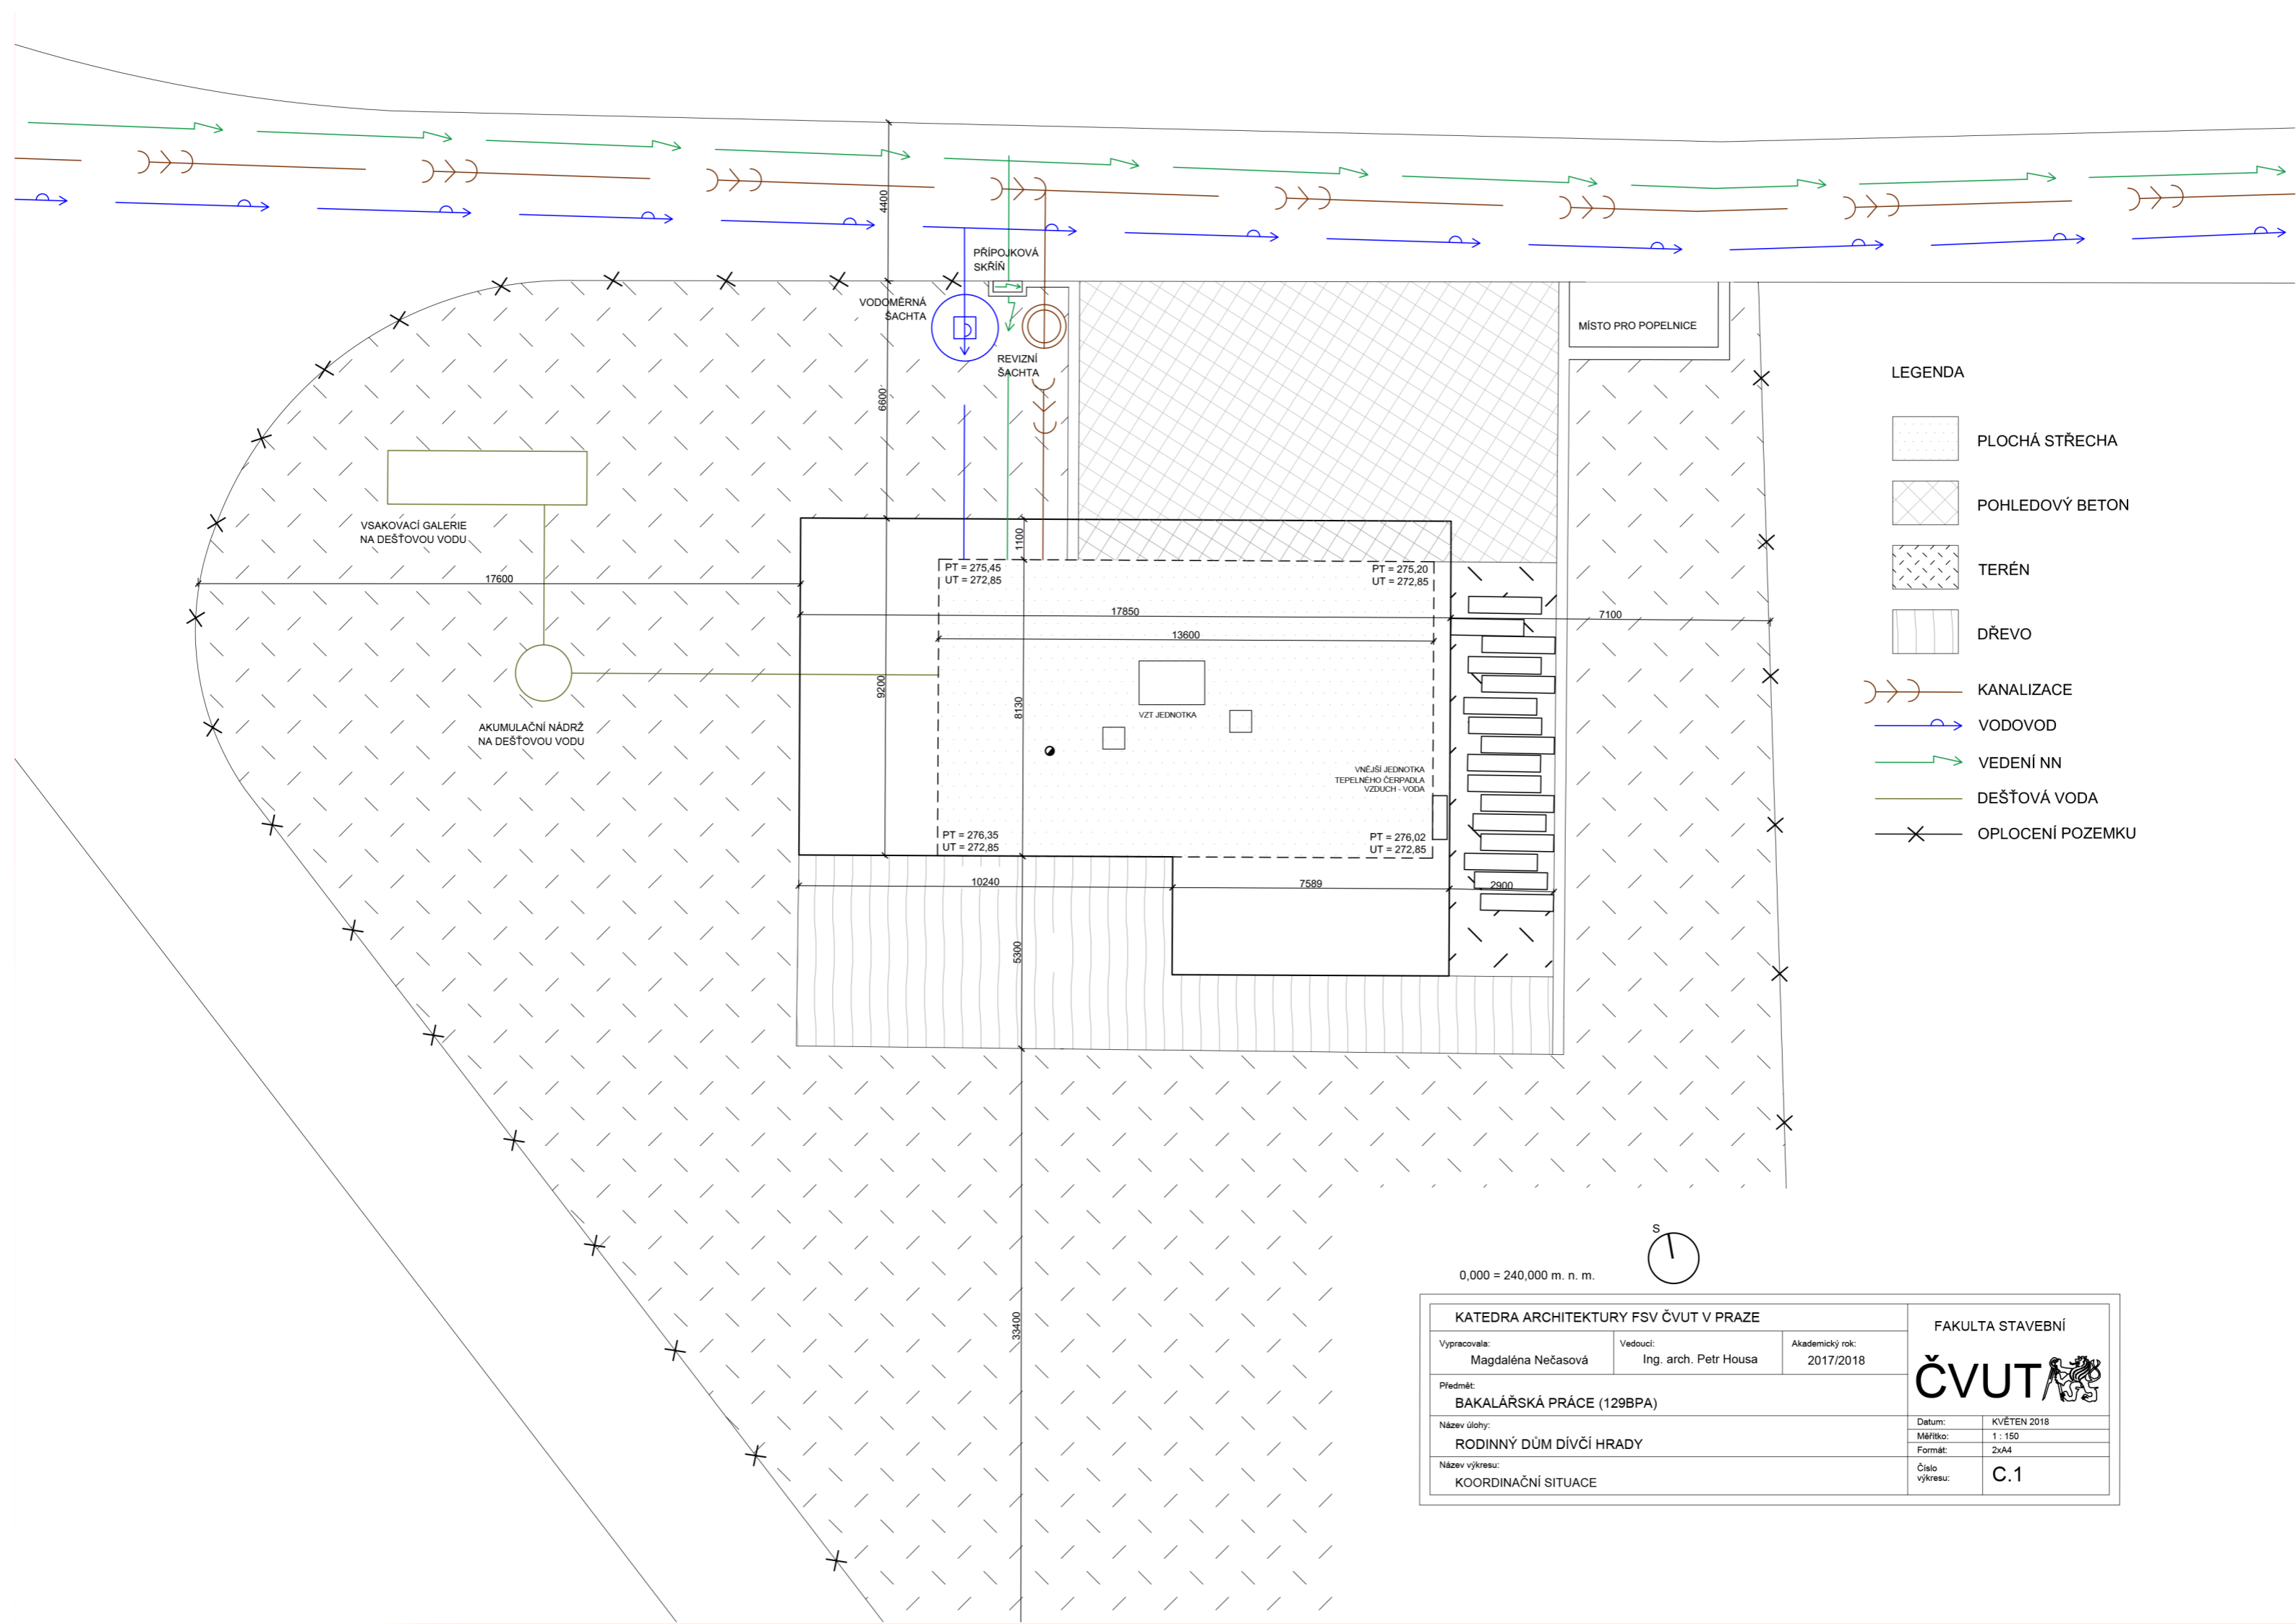 4400
PŘÍPOJKOVÁ
SKŘÍŇ
VODOMĚRNÁ
ŠACHTA
REVIZNÍ
ŠACHTA
MÍSTO PRO POPELNICE
6600
VSAKOVACÍ GALERIE
NA DEŠŤOVOU VODU
1100
PT = 275,45
UT = 272,85
PT = 275,20
UT = 272,85
17600
17850
7100
13600
9200
8130
VZT JEDNOTKA
AKUMULAČNÍ NÁDRŽ
NA DEŠŤOVOU VODU
VNĚJŠÍ JEDNOTKA
TEPELNÉHO ČERPADLA
VZDUCH - VODA
PT = 276,35
UT = 272,85
PT = 276,02
UT = 272,85
10240
7589
2900
5300
33400
LEGENDA
PLOCHÁ STŘECHA
POHLEDOVÝ BETON
TERÉN
DŘEVO
KANALIZACE
VODOVOD
VEDENÍ NN
DEŠŤOVÁ VODA
OPLOCENÍ POZEMKU
S
0,000 = 240,000 m. n. m.
KATEDRA ARCHITEKTURY FSV ČVUT V PRAZE
Vypracovala:
Magdaléna Nečasová
Vedoucí:
Ing. arch. Petr Housa
Akademický rok:
2017/2018
Předmět:
BAKALÁŘSKÁ PRÁCE (129BPA)
Název úlohy:
RODINNÝ DŮM DÍVČÍ HRADY
Název výkresu:
KOORDINAČNÍ SITUACE
FAKULTA STAVEBNÍ
ČVUT
Datum: KVĚTEN 2018
Měřítko: 1 : 150
Formát: 2xA4
Číslo
výkresu: C.1